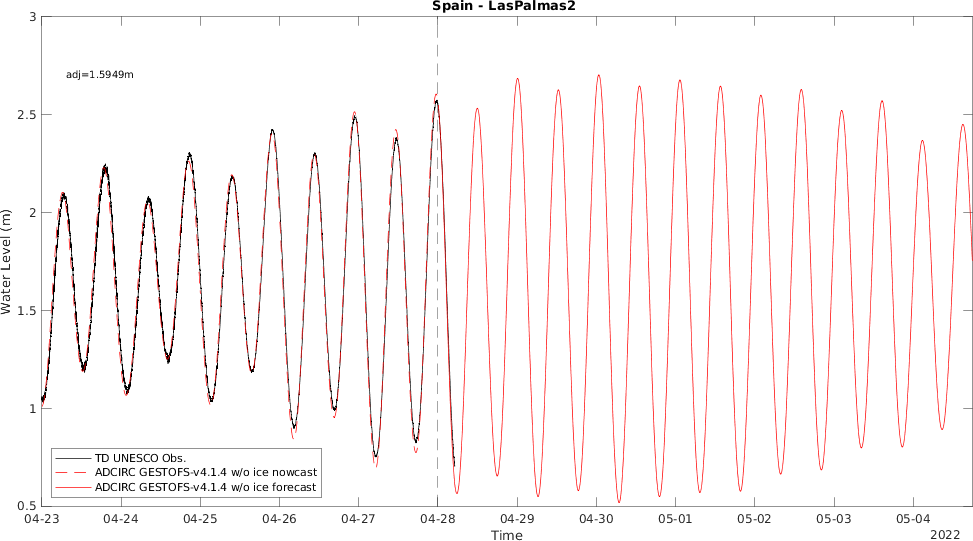 Spain - LasPalmas2
adj=1.5949m
Water Level (m)
3
2.5
2
1.5
1
0.5
TD UNESCO Obs.
ADCIRC GESTOFS-v4.1.4 w/o ice nowcast
ADCIRC GESTOFS-v4.1.4 w/o ice forecast
04-23 04-24 04-25 04-26 04-27 04-28 04-29 04-30 05-01 05-02 05-03 05-04
Time
2022